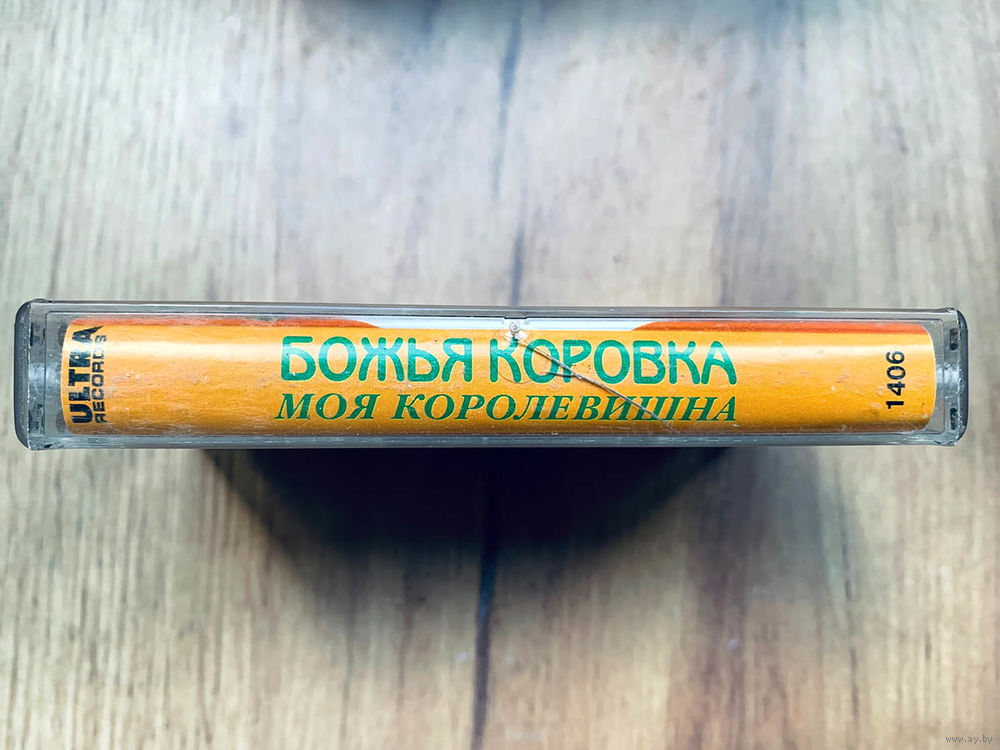 ULTRA
RECORDS
БОЖЬЯ КОРОВКА
МОЯ КОРОЛЕВИШНА
1406
www.ay.by